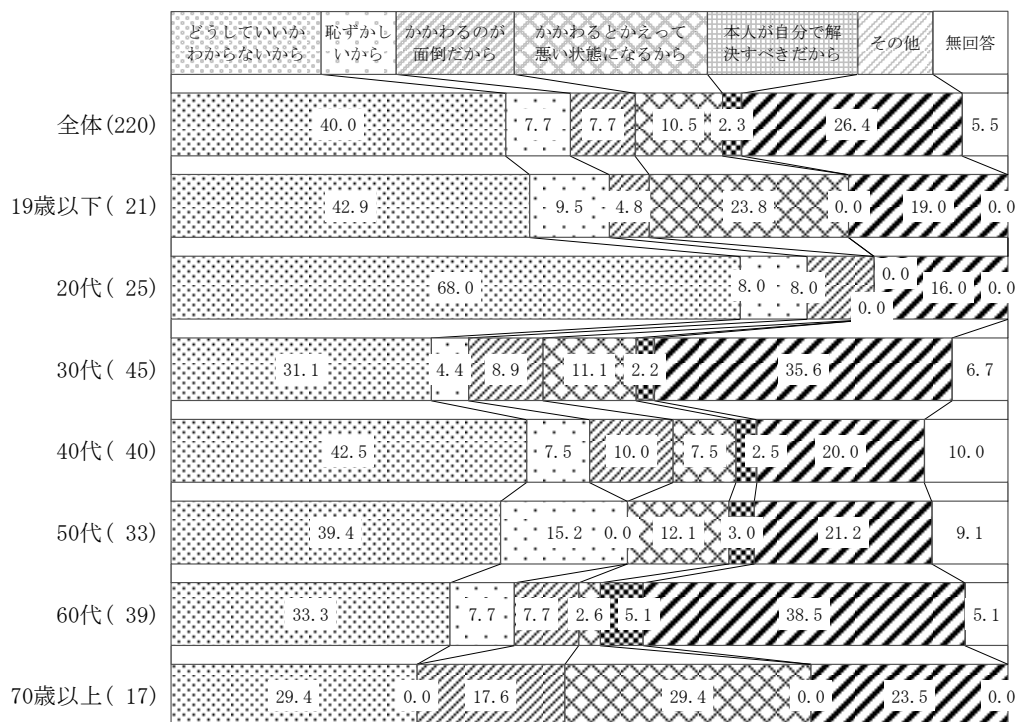 どうしていいか
わからないから
恥ずかし
いから
かかわるのが
面倒だから
かかわるとかえって
悪い状態になるから
本人が自分で解
決すべきだから
その他
無回答
全体(220) 40.0 7.7 7.7 10.5 2.3 26.4 5.5
19歳以下( 21) 42.9 9.5 4.8 23.8 0.0 19.0 0.0
20代( 25) 68.0 8.0 8.0 0.0 0.0 16.0 0.0
30代( 45) 31.1 4.4 8.9 11.1 2.2 35.6 6.7
40代( 40) 42.5 7.5 10.0 7.5 2.5 20.0 10.0
50代( 33) 39.4 15.2 0.0 12.1 3.0 21.2 9.1
60代( 39) 33.3 7.7 7.7 2.6 5.1 38.5 5.1
70歳以上( 17) 29.4 0.0 17.6 29.4 0.0 23.5 0.0